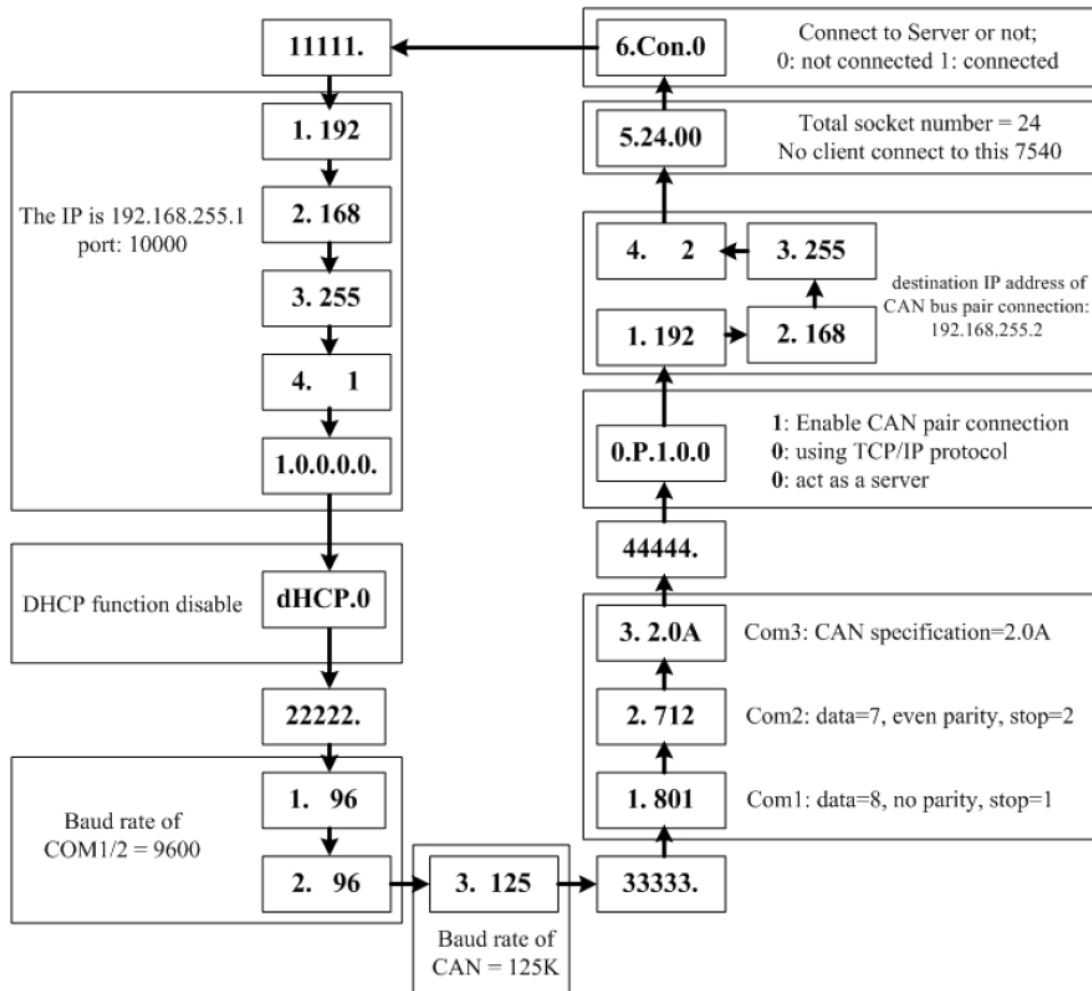 11111.
6.Con.0
Connect to Server or not;
0: not connected 1: connected
1. 192
5.24.00
Total socket number = 24
No client connect to this 7540
The IP is 192.168.255.1
port: 10000
2. 168
3. 255
4. 1
1.0.0.0.0.
4. 2
3. 255
1. 192
2. 168
destination IP address of
CAN bus pair connection:
192.168.255.2
0.P.1.0.0
1: Enable CAN pair connection
0: using TCP/IP protocol
0: act as a server
44444.
DHCP function disable
dHCP.0
3. 2.0A
Com3: CAN specification=2.0A
22222.
2. 712
Com2: data=7, even parity, stop=2
Baud rate of
COM1/2 = 9600
1. 96
2. 96
1. 801
Com1: data=8, no parity, stop=1
3. 125
33333.
Baud rate of
CAN = 125K